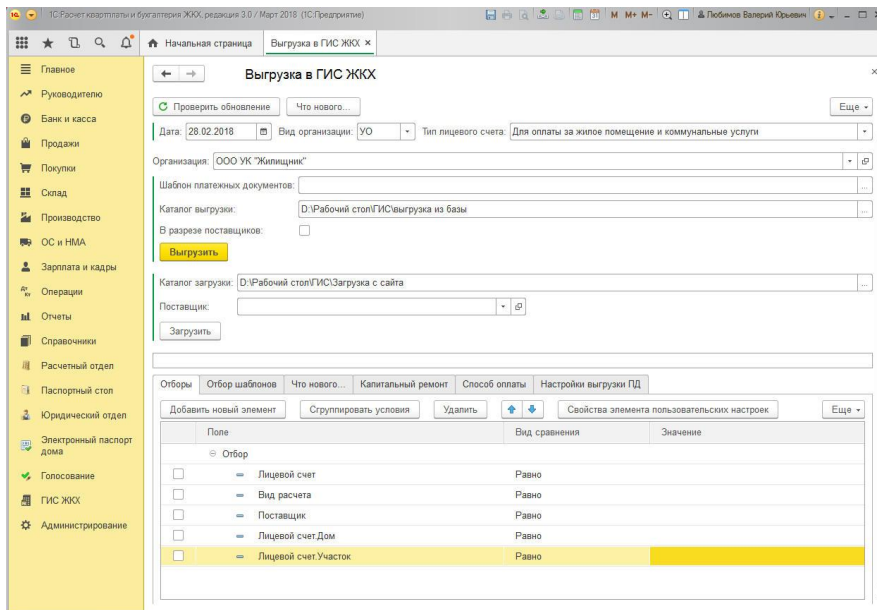 1С:Расчет квартплаты и бухгалтерия ЖКХ, редакция 3.0 / Март 2018 (1С:Предприятие)
M M+ M- Любимов Валерий Юрьевич
Начальная страница Выгрузка в ГИС ЖКХ ×
Главное
Руководителю
Банк и касса
Продажи
Покупки
Склад
Производство
ОС и НМА
Зарплата и кадры
Операции
Отчеты
Справочники
Расчетный отдел
Паспортный стол
Юридический отдел
Электронный паспорт
дома
Голосование
ГИС ЖКХ
Администрирование
Выгрузка в ГИС ЖКХ
Проверить обновление Что нового... Еще
Дата: 28.02.2018 Вид организации: УО Тип лицевого счета: Для оплаты за жилое помещение и коммунальные услуги
Организация: ООО УК "Жилищник"
Шаблон платежных документов:
Каталог выгрузки: D:\Рабочий стол\ГИС\выгрузка из базы
В разрезе поставщиков:
Выгрузить
Каталог загрузки: D:\Рабочий стол\ГИС\Загрузка с сайта
Поставщик:
Загрузить
Отборы Отбор шаблонов Что нового... Капитальный ремонт Способ оплаты Настройки выгрузки ПД
Добавить новый элемент Сгруппировать условия Удалить Свойства элемента пользовательских настроек Еще
Поле Вид сравнения Значение
Отбор
Лицевой счет Равно
Вид расчета Равно
Поставщик Равно
Лицевой счет.Дом Равно
Лицевой счет.Участок Равно